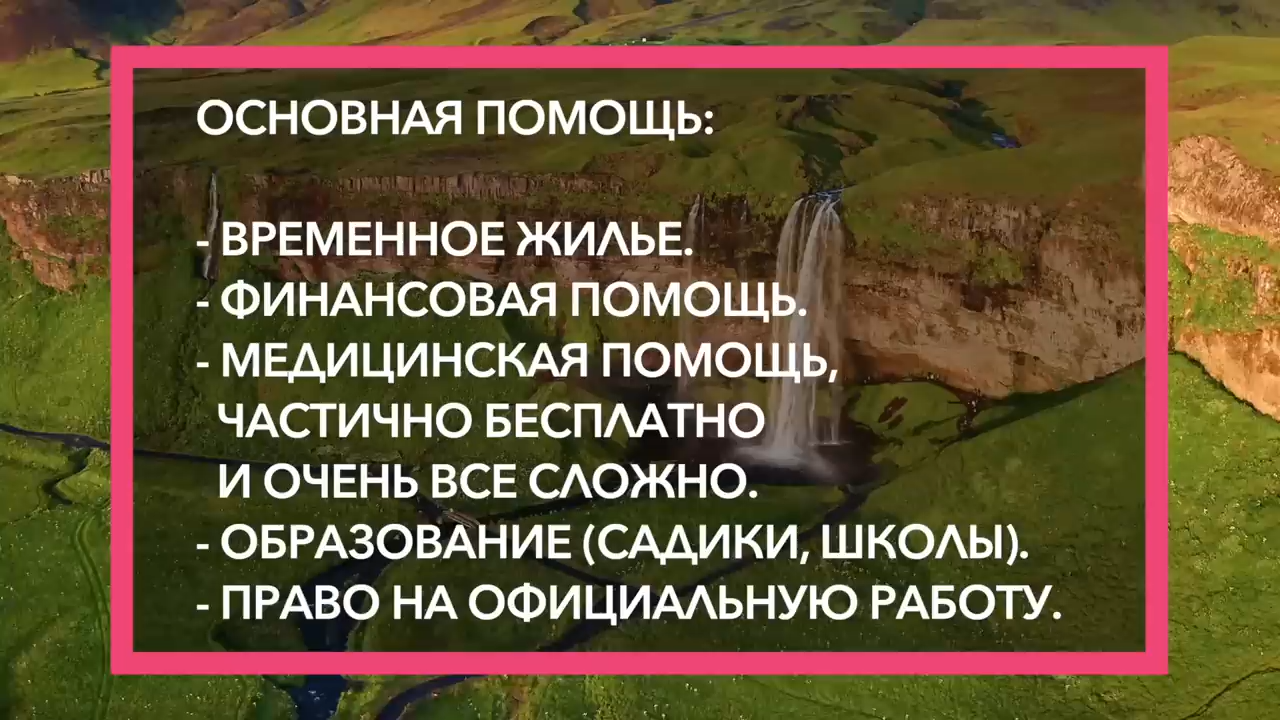 ОСНОВНАЯ ПОМОЩЬ:
- ВРЕМЕННОЕ ЖИЛЬЕ.
- ФИНАНСОВАЯ ПОМОЩЬ.
- МЕДИЦИНСКАЯ ПОМОЩЬ,
ЧАСТИЧНО БЕСПЛАТНО
И ОЧЕНЬ ВСЕ СЛОЖНО.
- ОБРАЗОВАНИЕ (САДИКИ, ШКОЛЫ).
- ПРАВО НА ОФИЦИАЛЬНУЮ РАБОТУ.